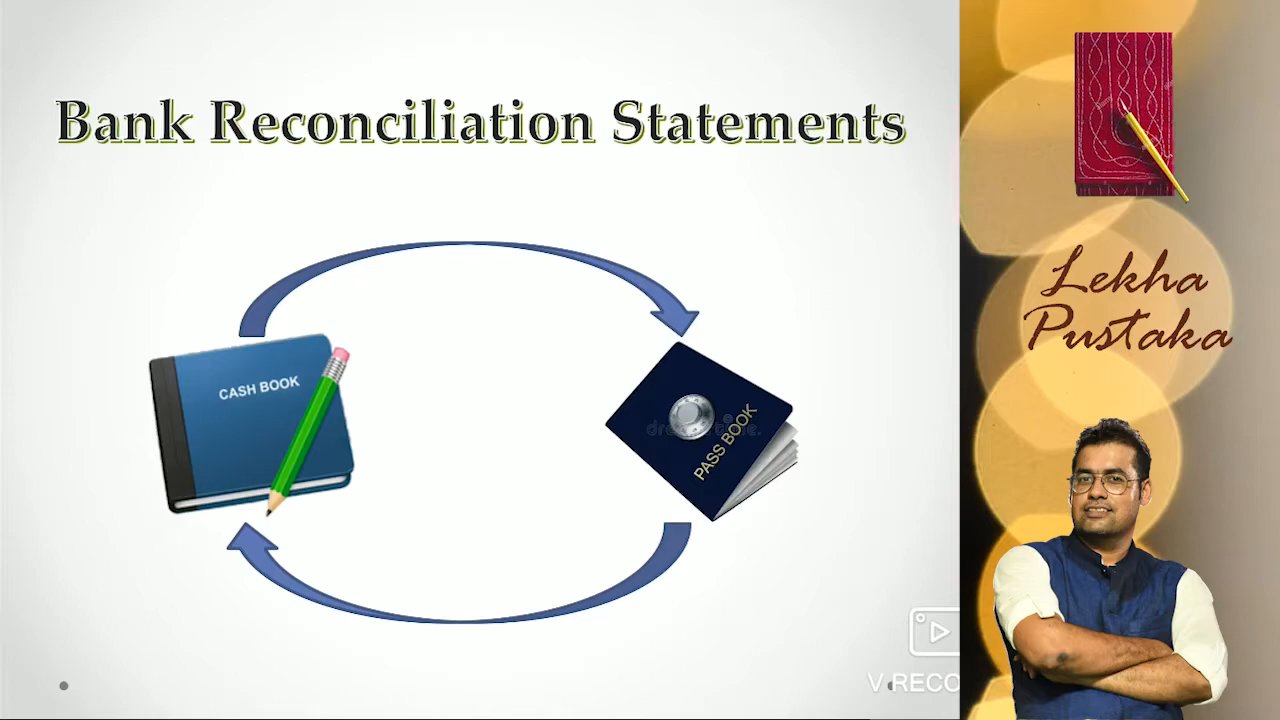 Bank Reconciliation Statements
CASH BOOK
PASS BOOK
Lekha
Pustaka
V RECO